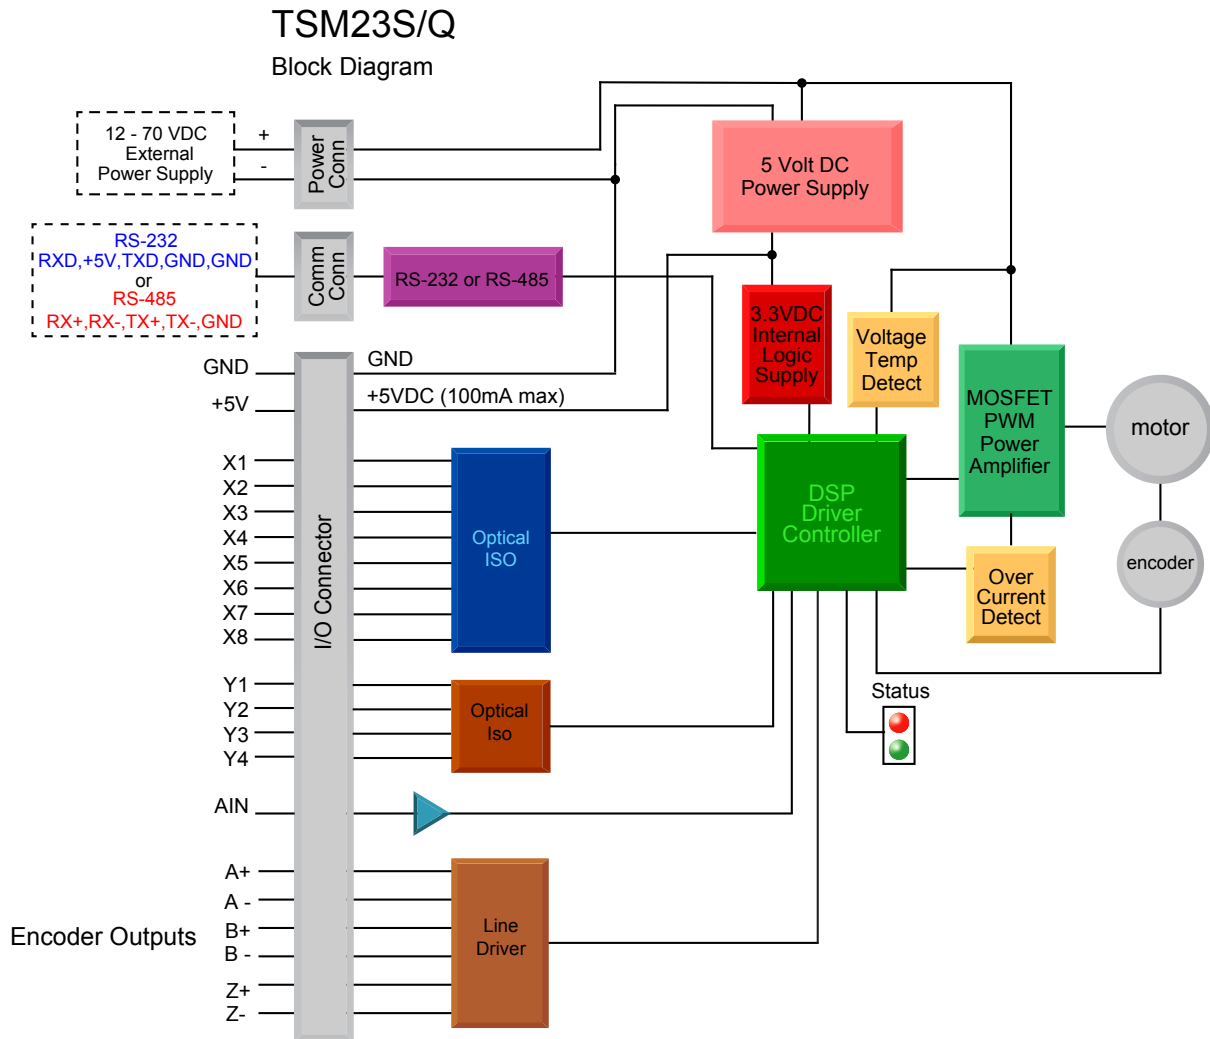 TSM23S/Q
Block Diagram
12 - 70 VDC
External
Power Supply
+
-
Power
Conn
5 Volt DC
Power Supply
RS-232
RXD,+5V,TXD,GND,GND
or
RS-485
RX+,RX-,TX+,TX-,GND
Comm
Conn
RS-232 or RS-485
3.3VDC
Internal
Logic
Supply
Voltage
Temp
Detect
MOSFET
PWM
Power
Amplifier
motor
GND
GND
+5V
+5VDC (100mA max)
I/O Connector
X1
X2
X3
X4
X5
X6
X7
X8
Optical
ISO
DSP
Driver
Controller
encoder
Over
Current
Detect
Status
Y1
Y2
Y3
Y4
Optical
Iso
AIN
Encoder Outputs
A+
A -
B+
B -
Z+
Z-
Line
Driver